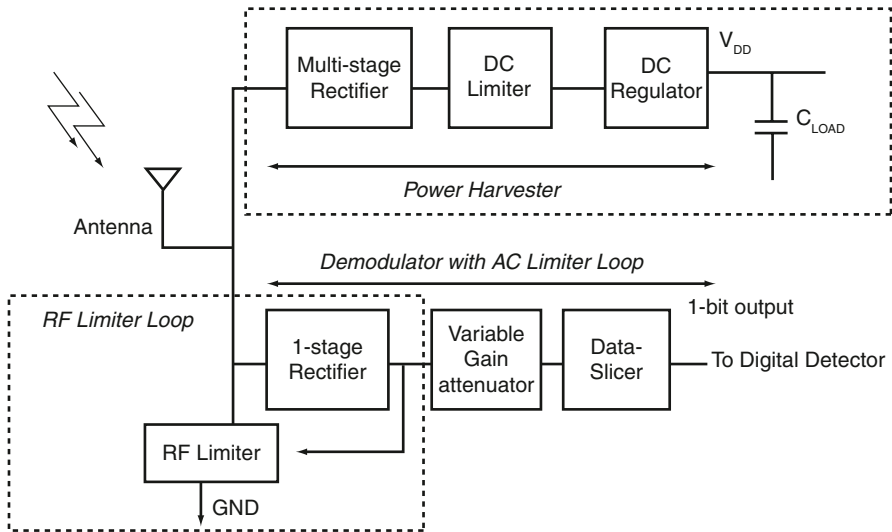 Multi-stage
Rectifier
DC
Limiter
DC
Regulator
V_DD
C_LOAD
Power Harvester
Antenna
Demodulator with AC Limiter Loop
1-bit output
RF Limiter Loop
1-stage
Rectifier
Variable
Gain
attenuator
Data-
Slicer
To Digital Detector
RF Limiter
GND